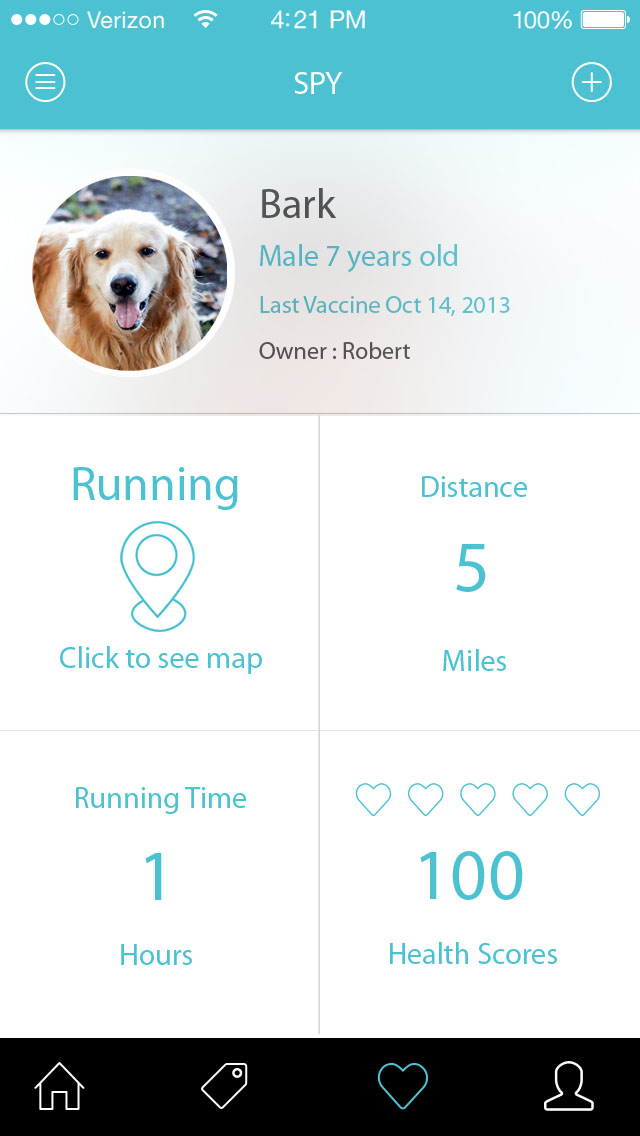 Verizon 4:21 PM 100%
SPY
Bark
Male 7 years old
Last Vaccine Oct 14, 2013
Owner : Robert
Running
Click to see map
Distance
5
Miles
Running Time
1
Hours
100
Health Scores